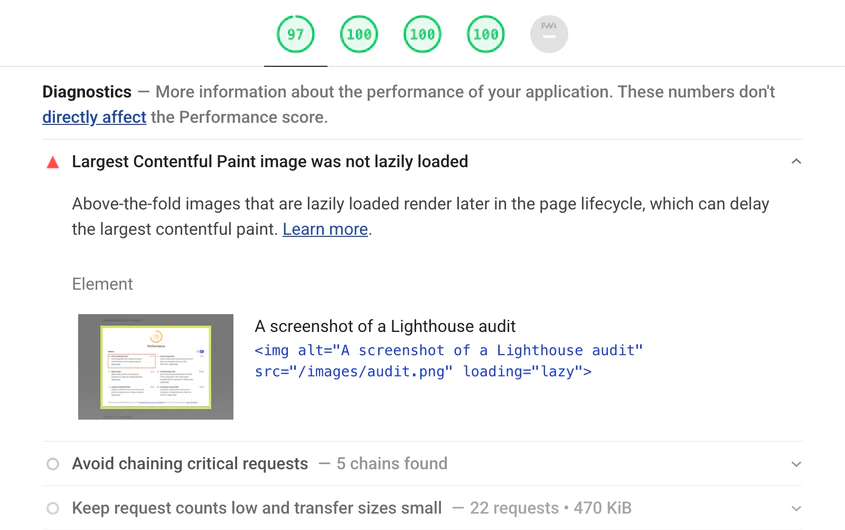 97 100 100 100 PWA
Diagnostics — More information about the performance of your application. These numbers don't
directly affect the Performance score.
Largest Contentful Paint image was not lazily loaded
Above-the-fold images that are lazily loaded render later in the page lifecycle, which can delay
the largest contentful paint. Learn more.
Element
A screenshot of a Lighthouse audit
<img alt="A screenshot of a Lighthouse audit"
src="/images/audit.png" loading="lazy">
Avoid chaining critical requests — 5 chains found
Keep request counts low and transfer sizes small — 22 requests • 470 KiB